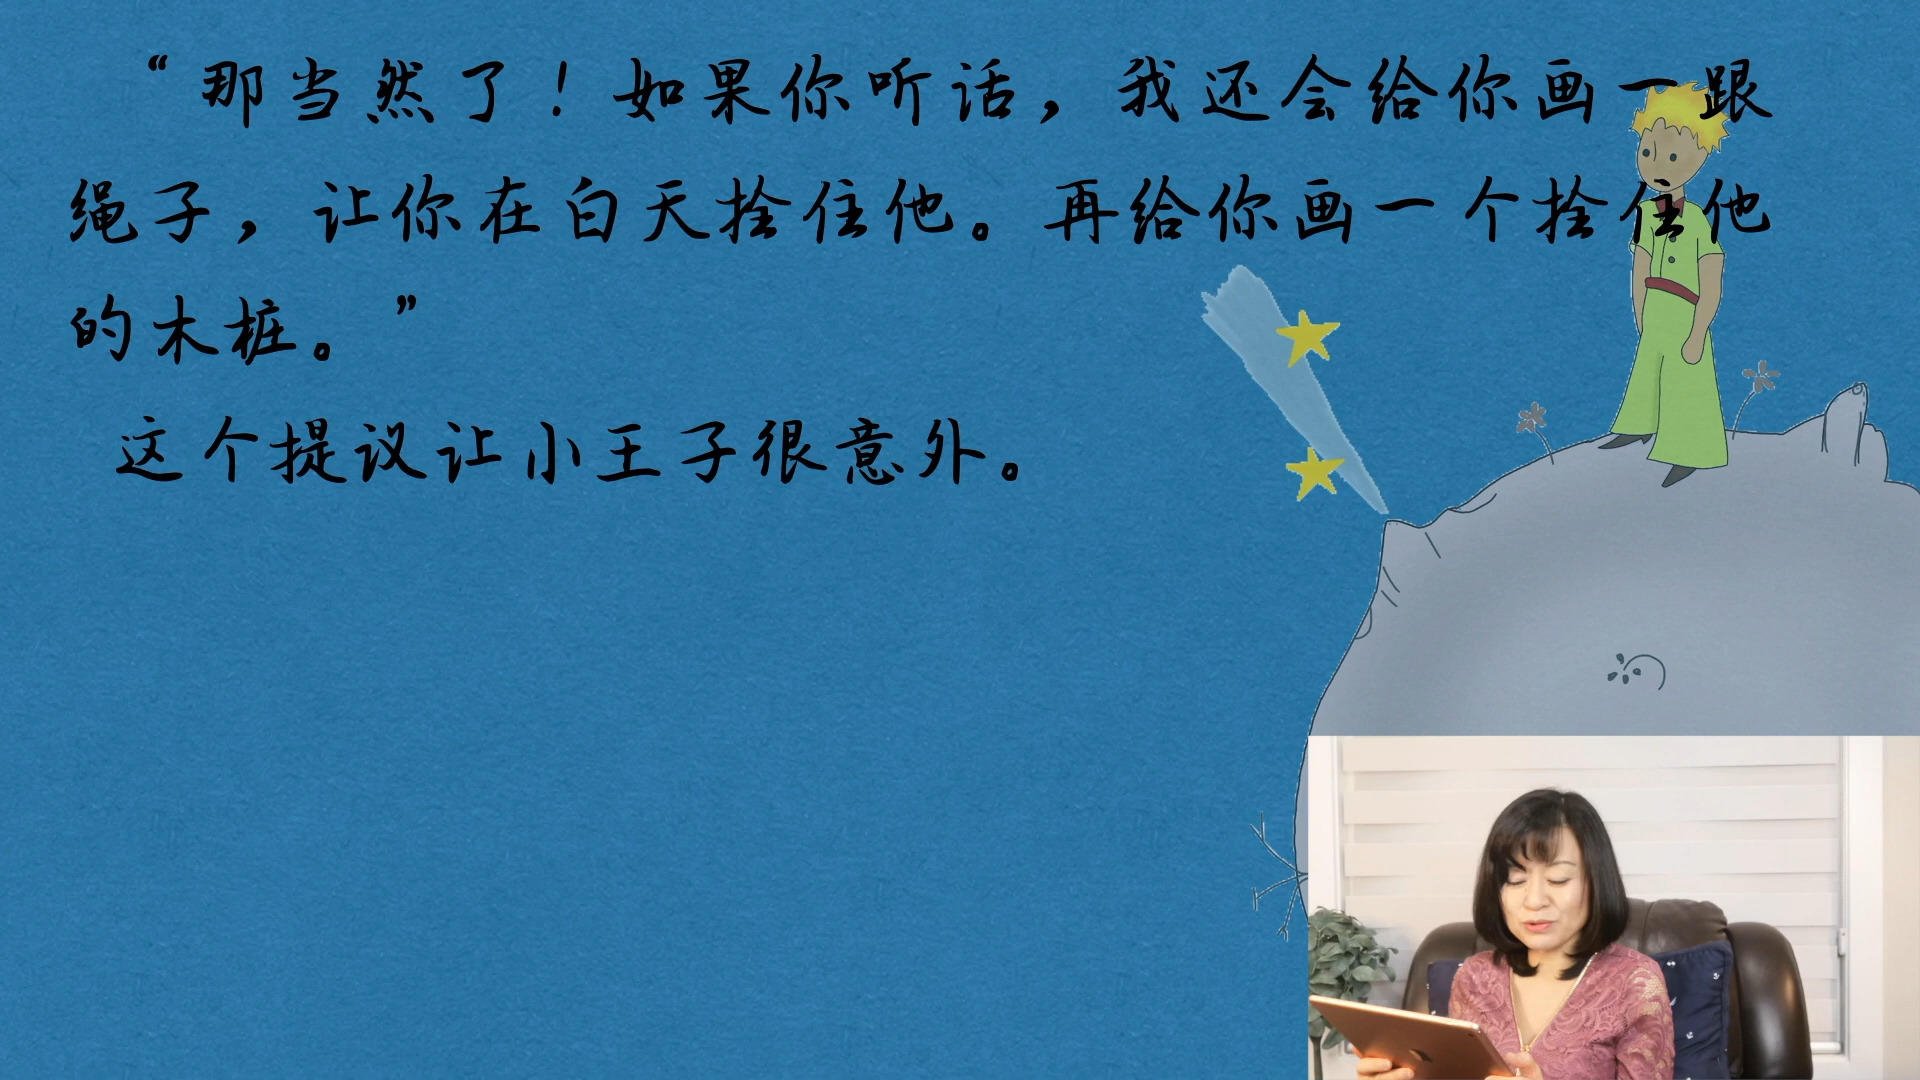 “那当然了！如果你听话，我还会给你画一跟
绳子，让你在白天拴住他。再给你画一个拴住他
的木桩。”
这个提议让小王子很意外。